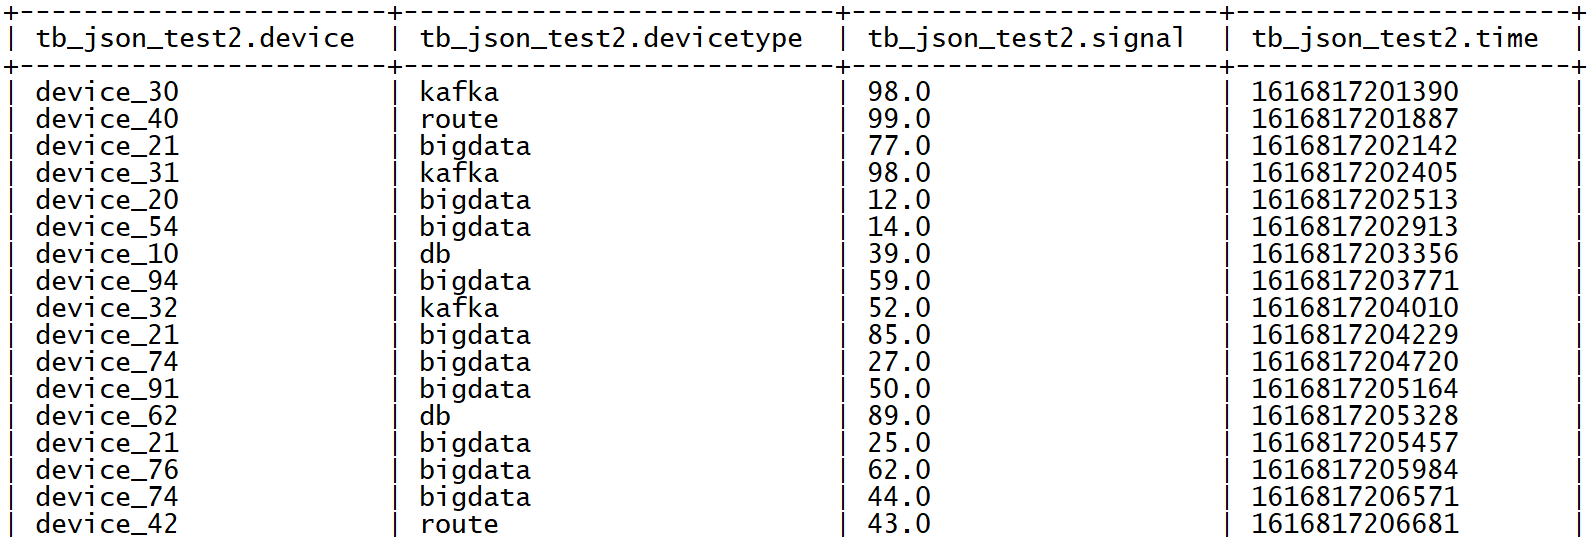 +-----------------------+---------------------------+-----------------------+---------------------+
| tb_json_test2.device  | tb_json_test2.devicetype  | tb_json_test2.signal  | tb_json_test2.time  |
+-----------------------+---------------------------+-----------------------+---------------------+
| device_30             | kafka                     | 98.0                  | 1616817201390       |
| device_40             | route                     | 99.0                  | 1616817201887       |
| device_21             | bigdata                   | 77.0                  | 1616817202142       |
| device_31             | kafka                     | 98.0                  | 1616817202405       |
| device_20             | bigdata                   | 12.0                  | 1616817202513       |
| device_54             | bigdata                   | 14.0                  | 1616817202913       |
| device_10             | db                        | 39.0                  | 1616817203356       |
| device_94             | bigdata                   | 59.0                  | 1616817203771       |
| device_32             | kafka                     | 52.0                  | 1616817204010       |
| device_21             | bigdata                   | 85.0                  | 1616817204229       |
| device_74             | bigdata                   | 27.0                  | 1616817204720       |
| device_91             | bigdata                   | 50.0                  | 1616817205164       |
| device_62             | db                        | 89.0                  | 1616817205328       |
| device_21             | bigdata                   | 25.0                  | 1616817205457       |
| device_76             | bigdata                   | 62.0                  | 1616817205984       |
| device_74             | bigdata                   | 44.0                  | 1616817206571       |
| device_42             | route                     | 43.0                  | 1616817206681       |